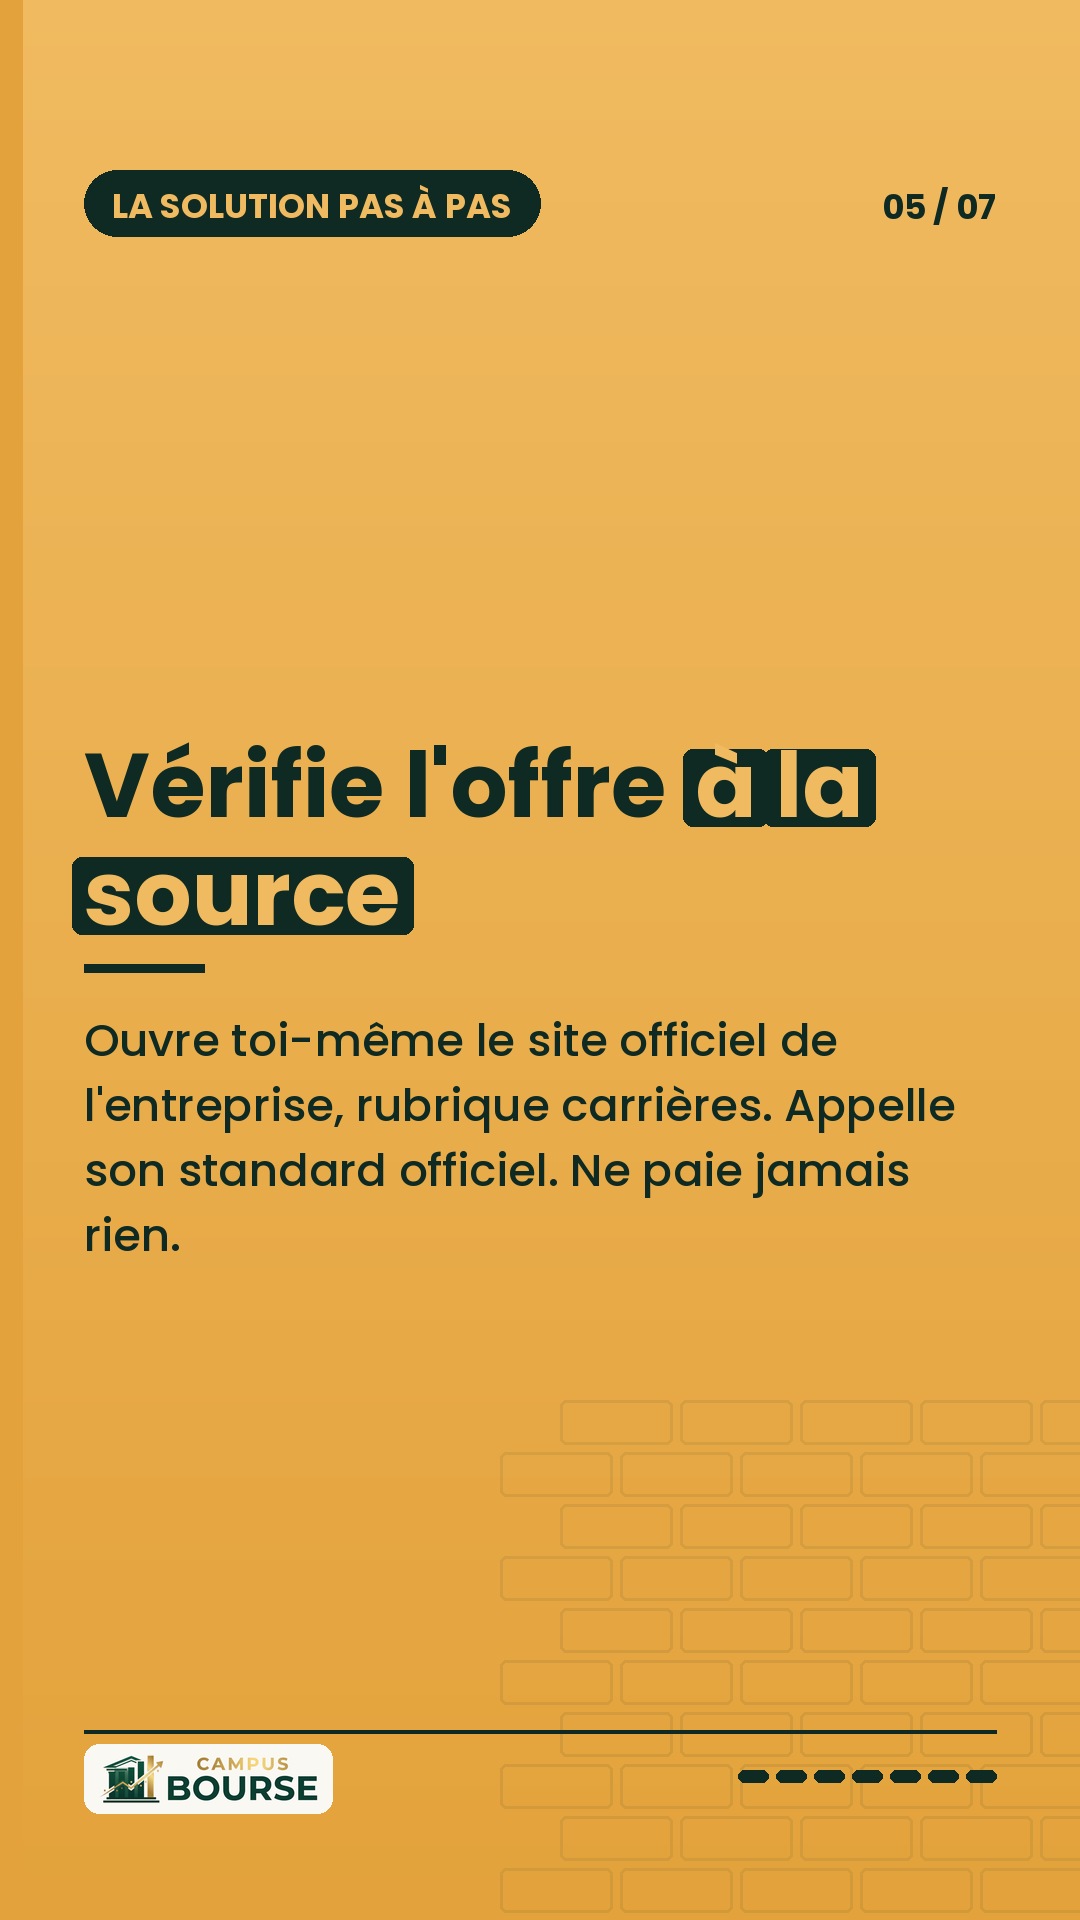 LA SOLUTION PAS À PAS
05 / 07
Vérifie l'offre à la
source
Ouvre toi-même le site officiel de
l'entreprise, rubrique carrières. Appelle
son standard officiel. Ne paie jamais
rien.
CAMPUS
BOURSE